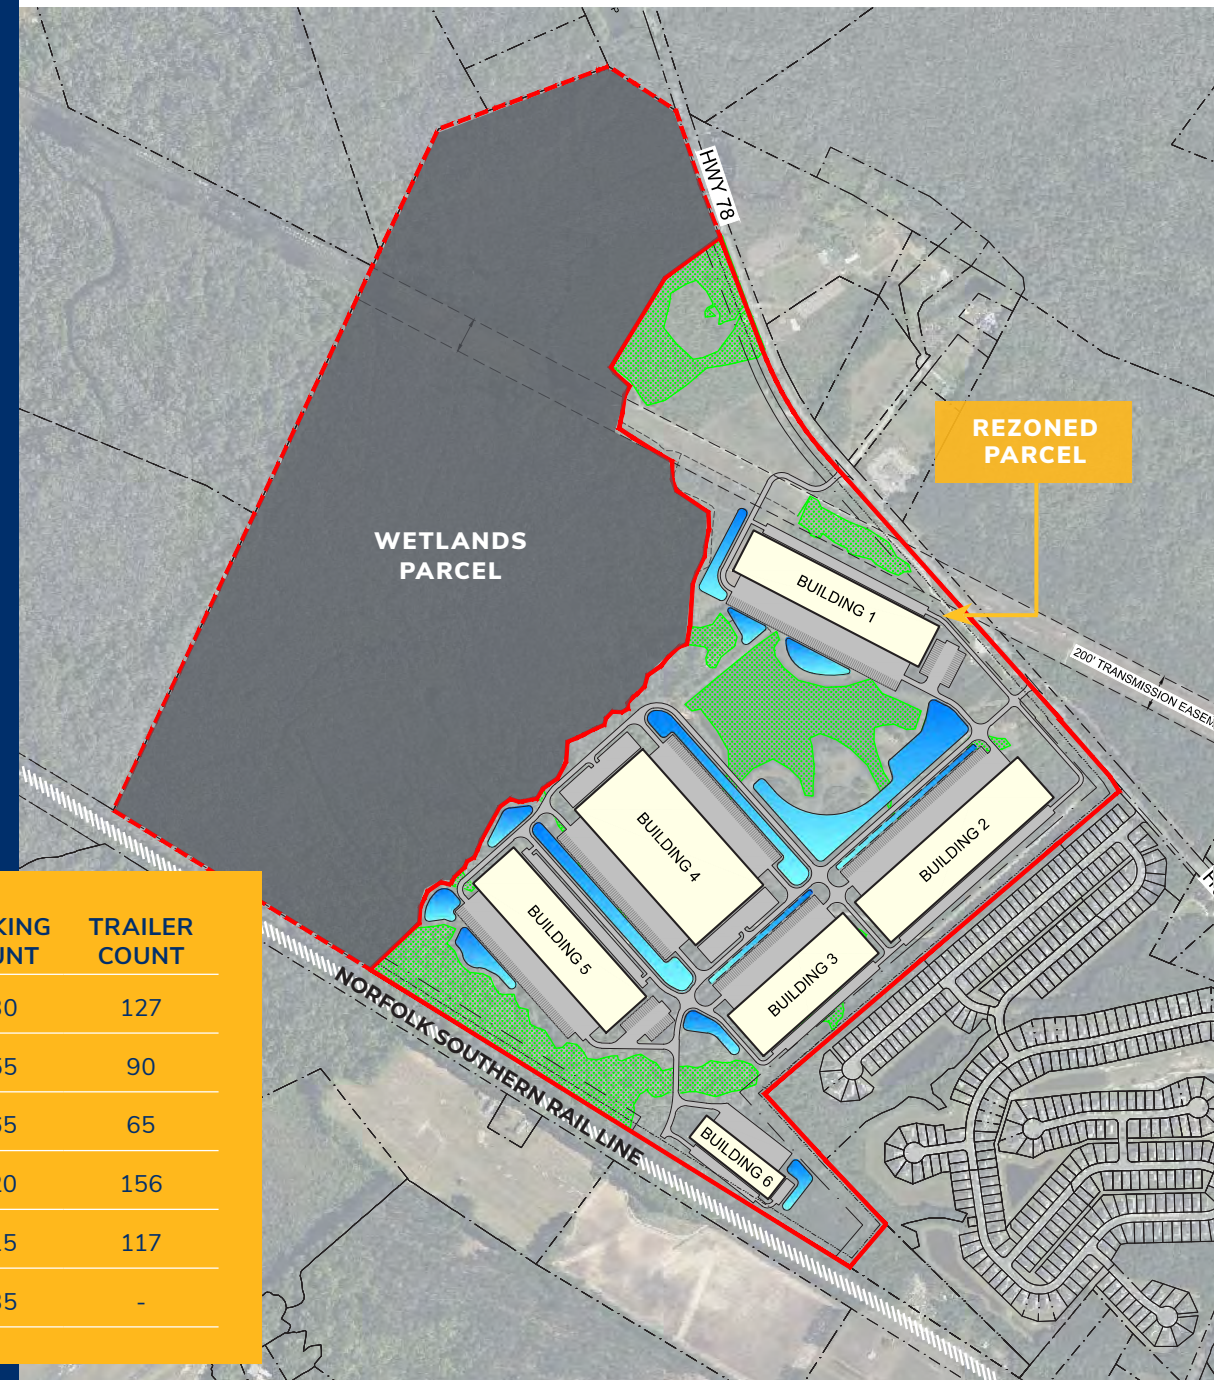 HWY 78
REZONED
PARCEL
WETLANDS
PARCEL
BUILDING 1
200' TRANSMISSION
BUILDING 2
BUILDING 4
BUILDING 3
BUILDING 5
NORFOLK SOUTHERN RAIL LINE
BUILDING 6
TRAILER
COUNT
127
90
65
156
117
-